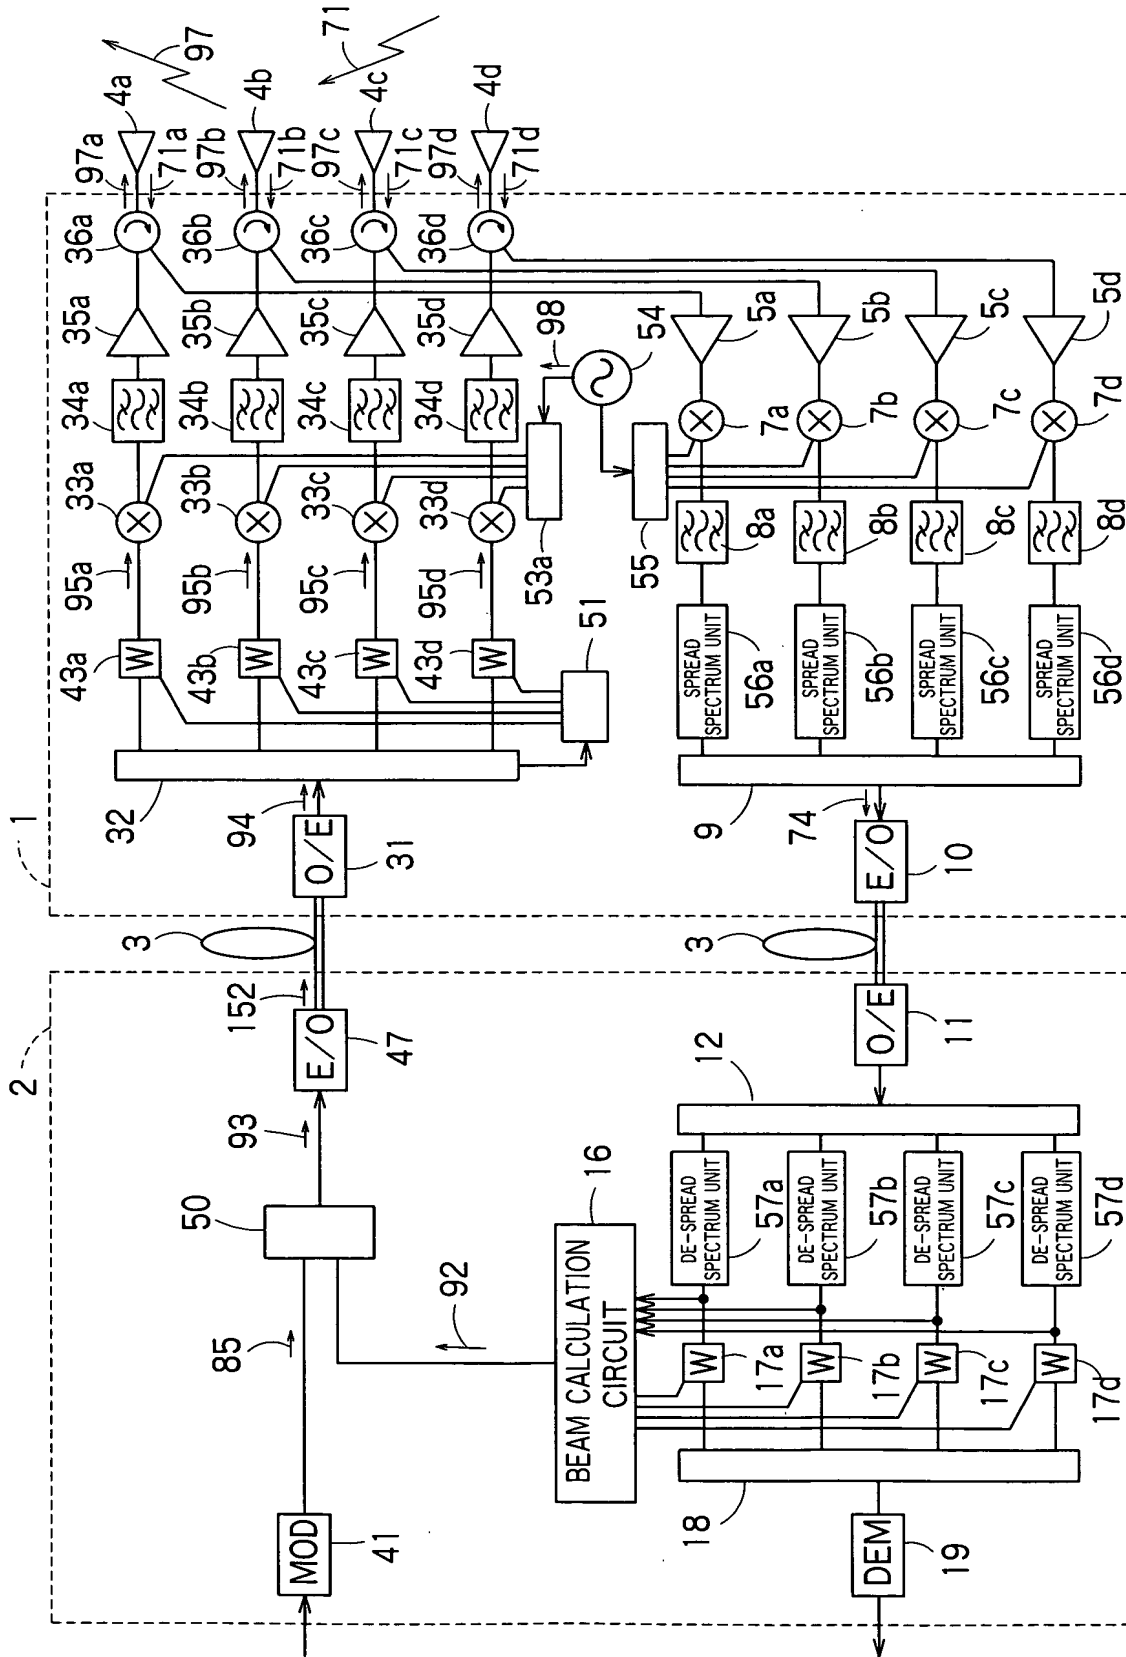 1
2
97
71
4a
4b
4c
4d
97a
71a
97b
71b
97c
71c
97d
71d
36a
36b
36c
36d
35a
35b
35c
35d
34a
34b
34c
34d
33a
33b
33c
33d
95a
95b
95c
95d
W
W
W
W
43a
43b
43c
43d
98
54
53a
55
51
32
94
O/E
31
3
152
E/O
47
93
50
85
92
MOD
41
5a
5b
5c
5d
7a
7b
7c
7d
8a
8b
8c
8d
SPREAD
SPECTRUM UNIT
56a
SPREAD
SPECTRUM UNIT
56b
SPREAD
SPECTRUM UNIT
56c
SPREAD
SPECTRUM UNIT
56d
9
74
E/O
10
3
O/E
11
12
DE-SPREAD
SPECTRUM UNIT
57a
DE-SPREAD
SPECTRUM UNIT
57b
DE-SPREAD
SPECTRUM UNIT
57c
DE-SPREAD
SPECTRUM UNIT
57d
16
BEAM CALCULATION
CIRCUIT
W
17a
W
17b
W
17c
W
17d
18
DEM
19